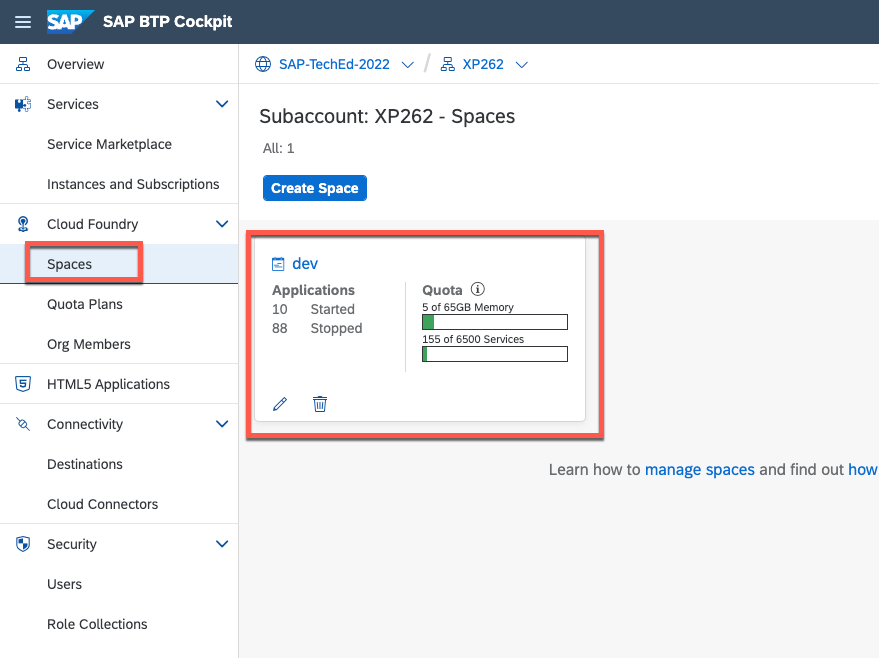 SAP SAP BTP Cockpit
Overview
Services
Service Marketplace
Instances and Subscriptions
Cloud Foundry
Spaces
Quota Plans
Org Members
5 HTML5 Applications
Connectivity
Destinations
Cloud Connectors
Security
Users
Role Collections
SAP-TechEd-2022 / XP262
Subaccount: XP262 - Spaces
All: 1
Create Space
dev
Applications
10 Started
88 Stopped
Quota
5 of 65GB Memory
155 of 6500 Services
Learn how to manage spaces and find out how